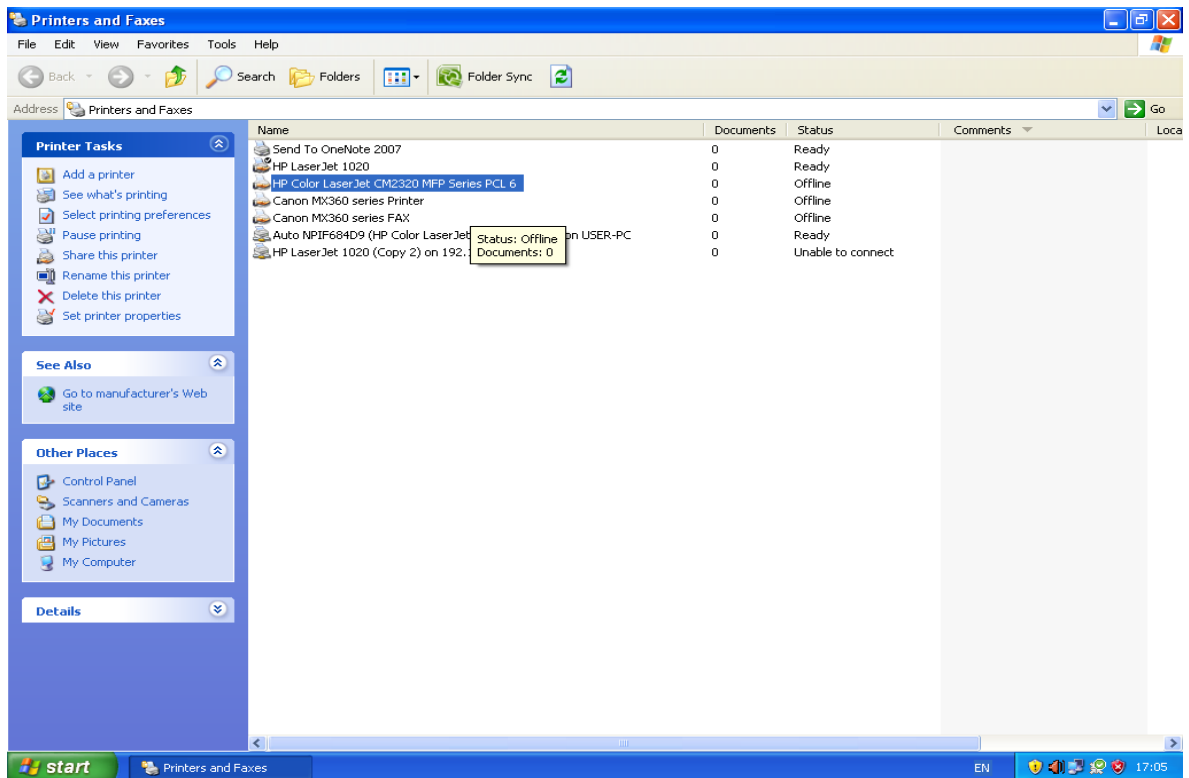 Printers and Faxes
File Edit View Favorites Tools Help
Back Search Folders Folder Sync
Address Printers and Faxes Go
Printer Tasks
Add a printer
See what's printing
Select printing preferences
Pause printing
Share this printer
Rename this printer
Delete this printer
Set printer properties
See Also
Go to manufacturer's Web
site
Other Places
Control Panel
Scanners and Cameras
My Documents
My Pictures
My Computer
Details
Name Documents Status Comments Loca
Send To OneNote 2007 0 Ready
HP LaserJet 1020 0 Ready
HP Color LaserJet CM2320 MFP Series PCL 6 0 Offline
Canon MX360 series Printer 0 Offline
Canon MX360 series FAX 0 Offline
Auto NPIF684D9 (HP Color LaserJet on USER-PC 0 Ready
HP LaserJet 1020 (Copy 2) on 192. 0 Unable to connect
Status: Offline
Documents: 0
start Printers and Faxes EN 17:05